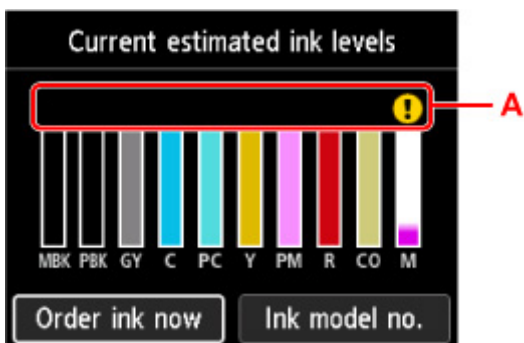 Current estimated ink levels
! A
MBK PBK GY C PC Y PM R CO M
Order ink now Ink model no.